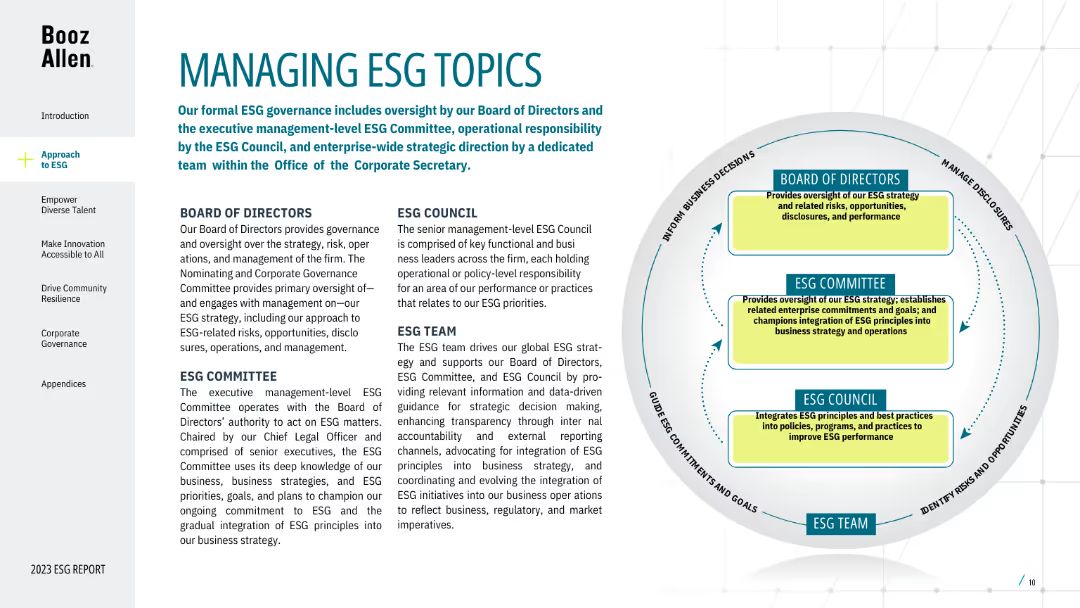 Booz
Allen
Introduction
Approach
to ESG
Empower
Diverse Talent
Make Innovation
Accessible to All
Drive Community
Resilience
Corporate
Governance
Appendices
2023 ESG REPORT
MANAGING ESG TOPICS
Our formal ESG governance includes oversight by our Board of Directors and
the executive management-level ESG Committee, operational responsibility
by the ESG Council, and enterprise-wide strategic direction by a dedicated
team within the Office of the Corporate Secretary.
BOARD OF DIRECTORS
Our Board of Directors provides governance
and oversight over the strategy, risk, oper
ations, and management of the firm. The
Nominating and Corporate Governance
Committee provides primary oversight of—
and engages with management on—our
ESG strategy, including our approach to
ESG-related risks, opportunities, disclo
sures, operations, and management.
ESG COMMITTEE
The executive management-level ESG
Committee operates with the Board of
Directors' authority to act on ESG matters.
Chaired by our Chief Legal Officer and
comprised of senior executives, the ESG
Committee uses its deep knowledge of our
business, business strategies, and ESG
priorities, goals, and plans to champion our
ongoing commitment to ESG and the
gradual integration of ESG principles into
our business strategy.
ESG COUNCIL
The senior management-level ESG Council
is comprised of key functional and busi
ness leaders across the firm, each holding
operational or policy-level responsibility
for an area of our performance or practices
that relates to our ESG priorities.
ESG TEAM
The ESG team drives our global ESG strat-
egy and supports our Board of Directors,
ESG Committee, and ESG Council by pro-
viding relevant information and data-driven
guidance for strategic decision making,
enhancing transparency through inter nal
accountability and external reporting
channels, advocating for integration of ESG
principles into business strategy, and
coordinating and evolving the integration of
ESG initiatives into our business oper ations
to reflect business, regulatory, and market
imperatives.
INFORM BUSINESS DECISIONS
MANAGE DISCLOSURES
BOARD OF DIRECTORS
Provides oversight of our ESG strategy
and related risks, opportunities,
disclosures, and performance
ESG COMMITTEE
Provides oversight of our ESG strategy; establishes
related enterprise commitments and goals; and
champions integration of ESG principles into
business strategy and operations
ESG COUNCIL
Integrates ESG principles and best practices
into policies, programs, and practices to
improve ESG performance
GUIDE ESG COMMITMENTS AND GOALS
IDENTIFY RISKS AND OPPORTUNITIES
ESG TEAM
/ 10